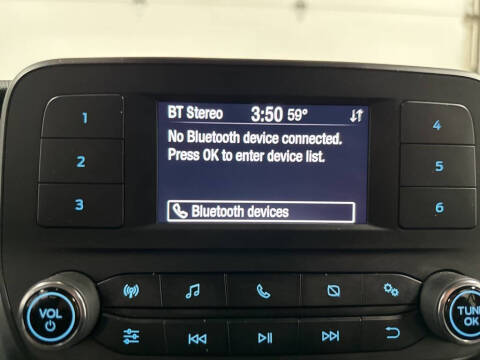 BT Stereo 3:50 59°
No Bluetooth device connected.
Press OK to enter device list.
Bluetooth devices
1
2
3
4
5
6
VOL
TUNE
OK